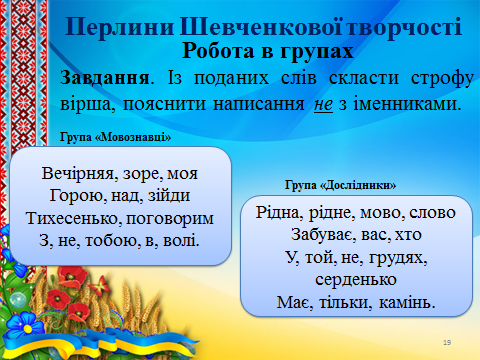 Перлини Шевченкової творчості
Робота в групах
Завдання. Із поданих слів скласти строфу
вірша, пояснити написання не з іменниками.
Група «Мовознавці»
Вечірняя, зоре, моя
Горою, над, зійди
Тихесенько, поговорим
З, не, тобою, в, волі.
Група «Дослідники»
Рідна, рідне, мово, слово
Забуває, вас, хто
У, той, не, грудях,
серденько
Має, тільки, камінь.
19